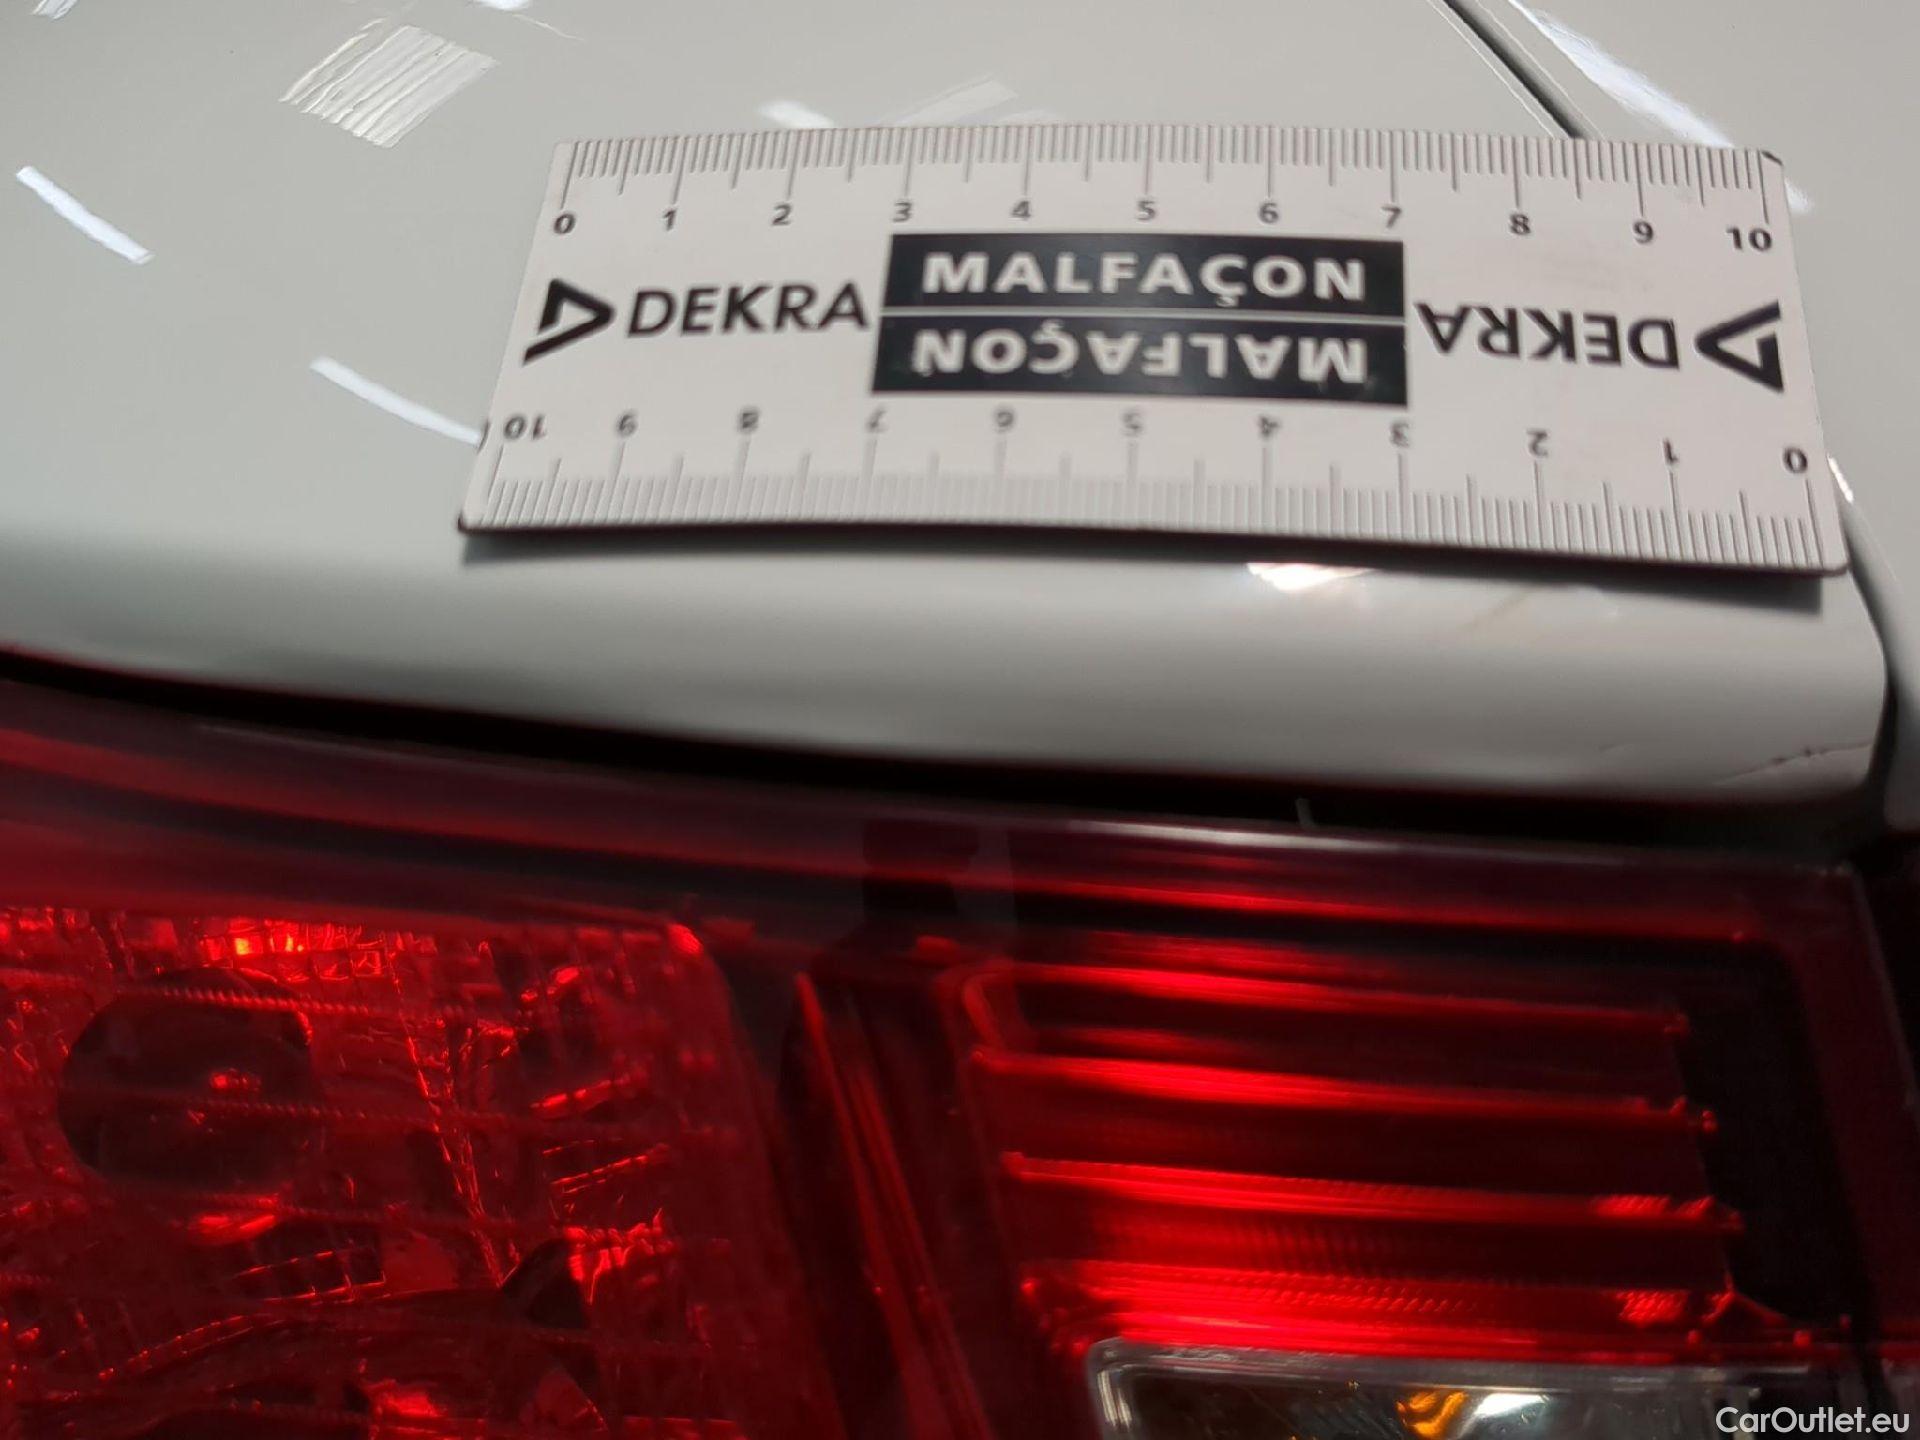 0 1 2 3 4 5 6 7 8 9 10
DEKRA MALFAÇON DEKRA
MALFAÇON
10 9 8 7 6 5 4 3 2 1 0
CarOutlet.eu